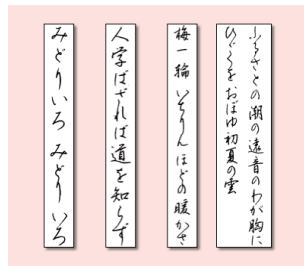 ふるさとの潮の遠音のわが胸に
ひゞくをおぼゆ初夏の雲
梅一輪いちりんほどの暖かさ
人学ばざれば道を知らず
みどりいろみどりいろ